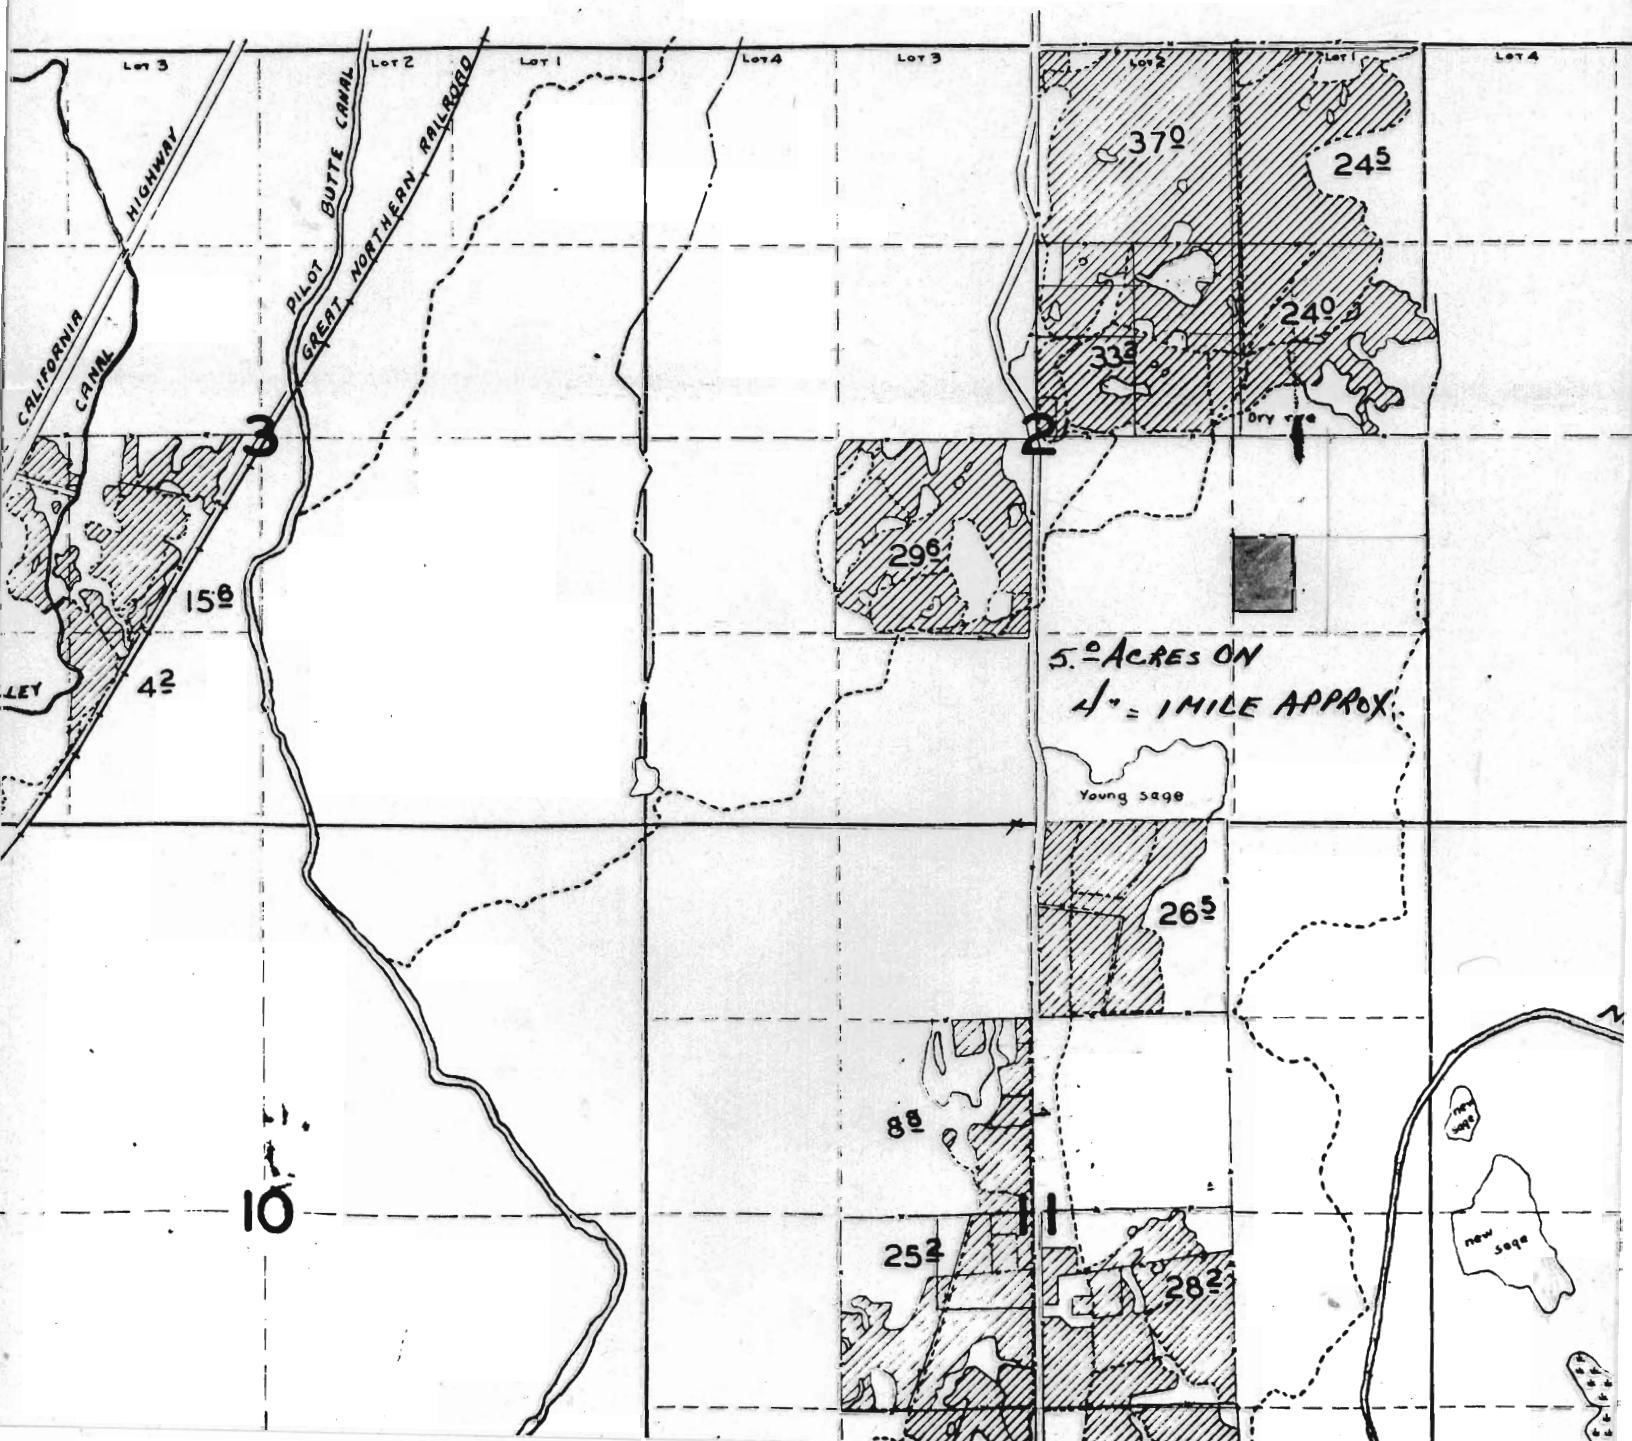 LOT 3
LOT 2
LOT 1
LOT 4
LOT 3
LOT 2
LOT 1
LOT 4
CALIFORNIA HIGHWAY
CANAL
PILOT BUTTE CANAL
GREAT NORTHERN RAILROAD
37 0
24 5
24 0
33 2
Dry rye
3
2
29 6
15 8
4 2
LLEY
5.0 ACRES ON
4" = 1 MILE APPROX.
Young sage
26 5
8 8
10
11
25 2
28 2
new
sage
new sage
N